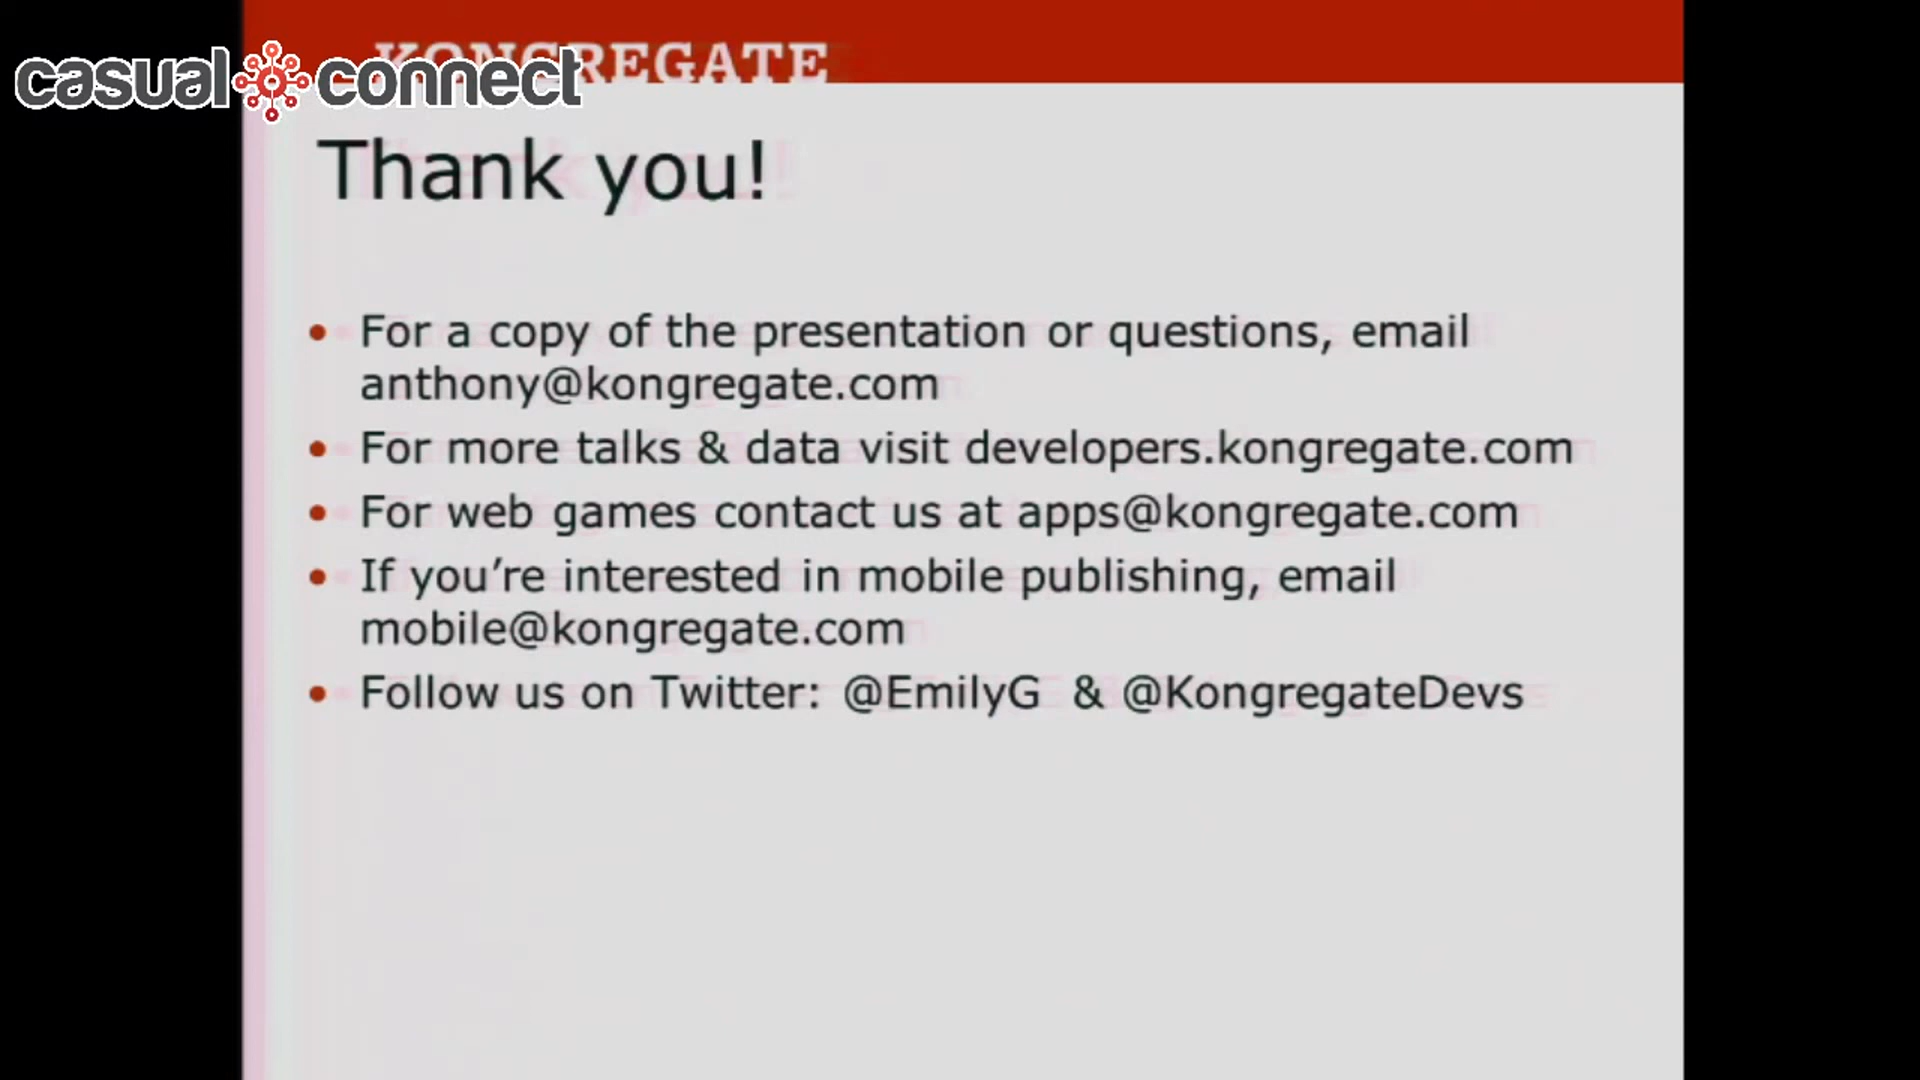 KONGREGATE
casual connect
Thank you!
• For a copy of the presentation or questions, email
anthony@kongregate.com
• For more talks & data visit developers.kongregate.com
• For web games contact us at apps@kongregate.com
• If you’re interested in mobile publishing, email
mobile@kongregate.com
• Follow us on Twitter: @EmilyG & @KongregateDevs